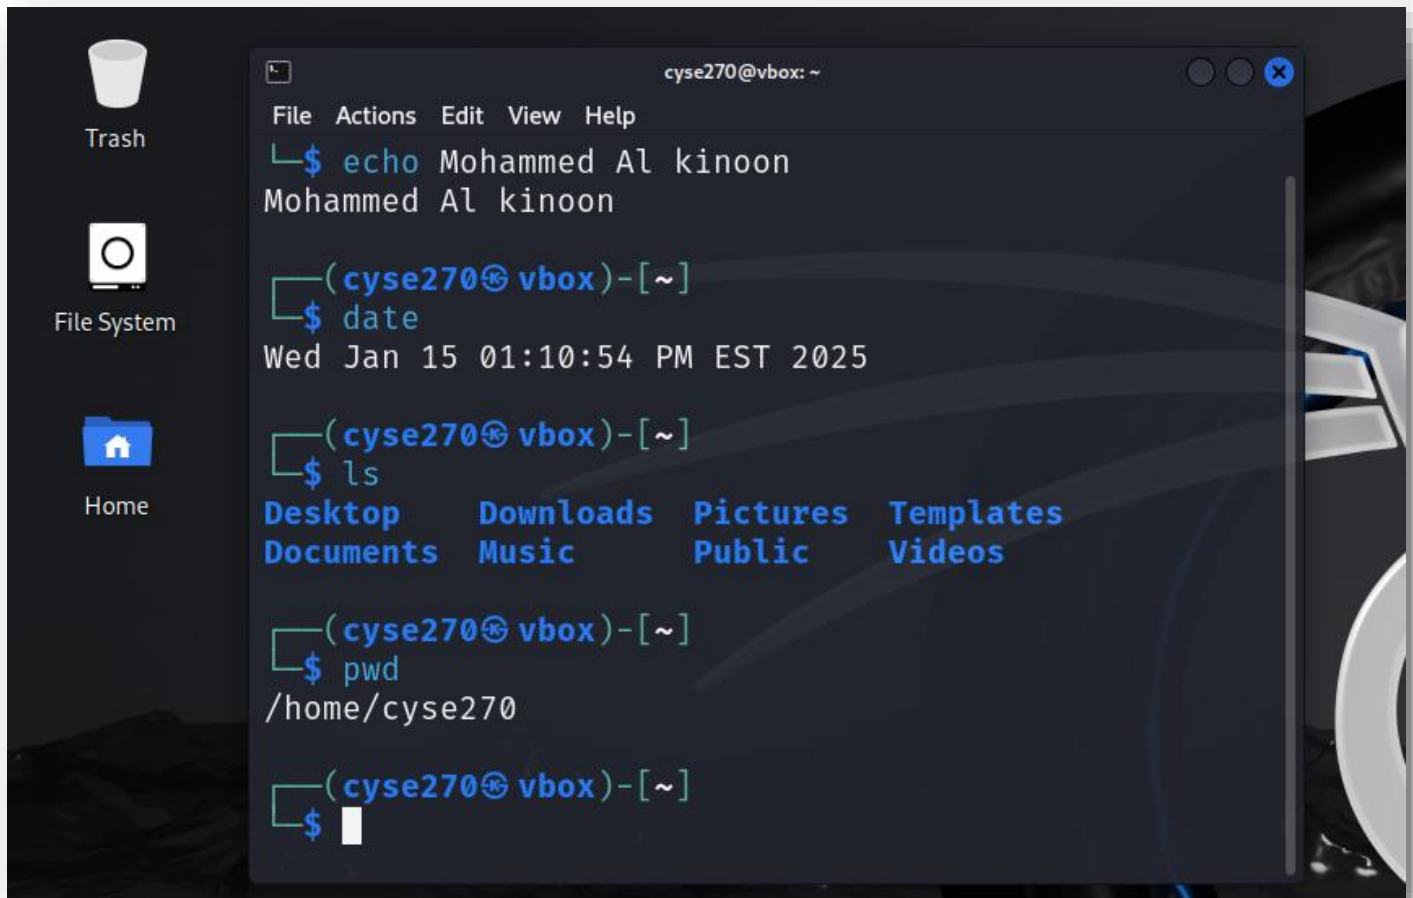 Trash
File System
Home
cyse270@vbox: ~
File Actions Edit View Help
└─$ echo Mohammed Al kinoon
Mohammed Al kinoon
┌──(cyse270㉿vbox)-[~]
└─$ date
Wed Jan 15 01:10:54 PM EST 2025
┌──(cyse270㉿vbox)-[~]
└─$ ls
Desktop Downloads Pictures Templates
Documents Music Public Videos
┌──(cyse270㉿vbox)-[~]
└─$ pwd
/home/cyse270
┌──(cyse270㉿vbox)-[~]
└─$